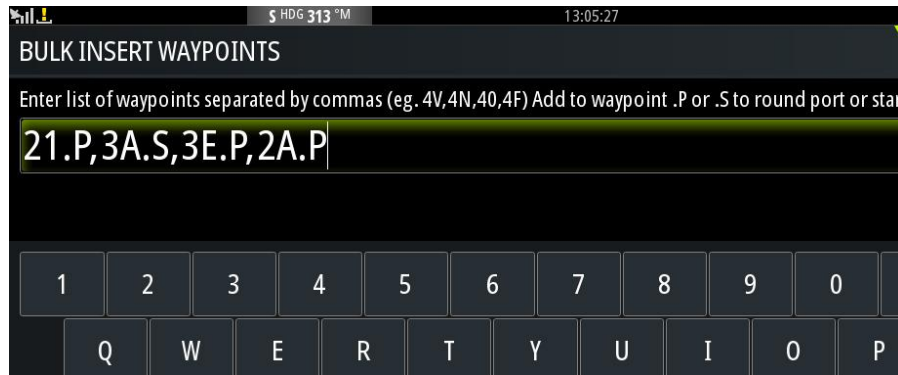 S HDG 313 °M 13:05:27
BULK INSERT WAYPOINTS
Enter list of waypoints separated by commas (eg. 4V,4N,40,4F) Add to waypoint .P or .S to round port or star
21.P,3A.S,3E.P,2A.P
1 2 3 4 5 6 7 8 9 0
Q W E R T Y U I O P